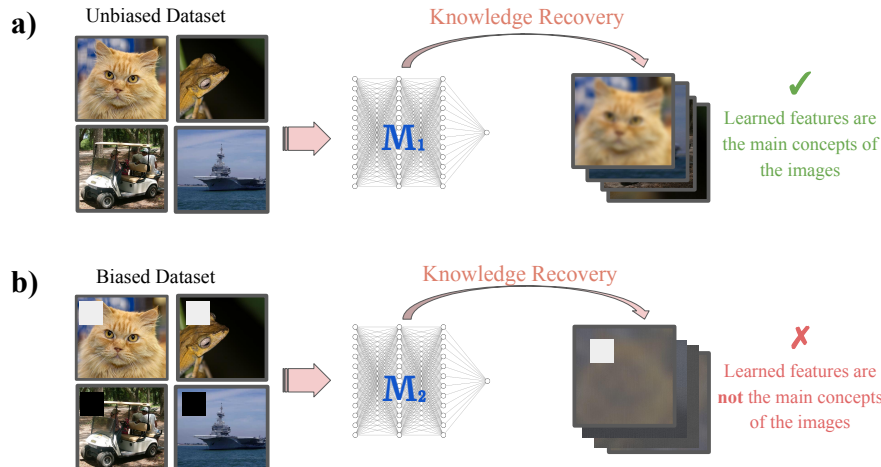 a)
Unbiased Dataset
Knowledge Recovery
M1
✓
Learned features are
the main concepts of
the images
b)
Biased Dataset
Knowledge Recovery
M2
✗
Learned features are
not the main concepts
of the images